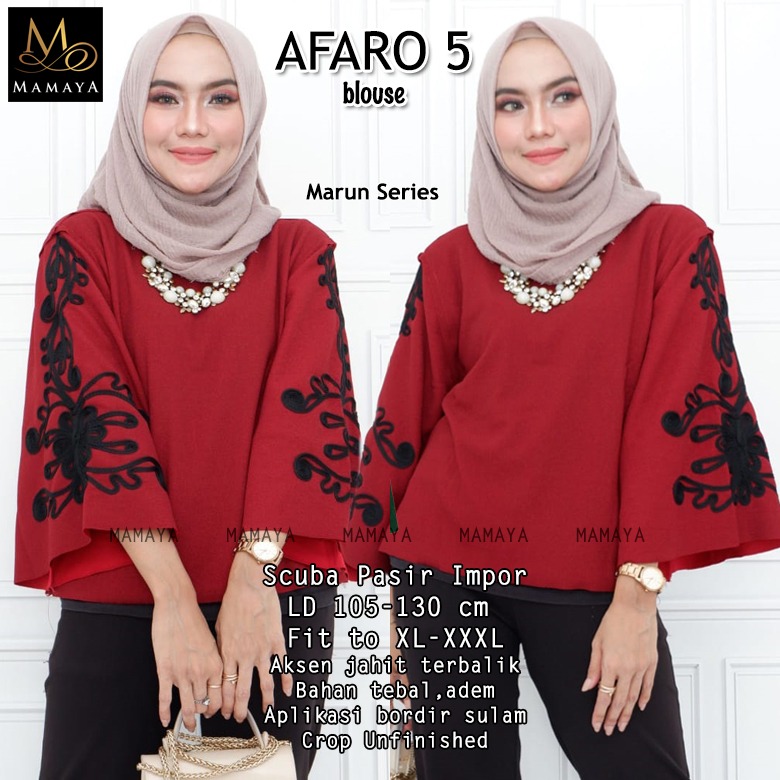 M
MAMAYA
AFARO 5
blouse
Marun Series
MAMAYA MAMAYA MAMAYA MAMAYA MAMAYA
Scuba Pasir Impor
LD 105-130 cm
Fit to XL-XXXL
Aksen jahit terbalik
Bahan tebal,adem
Aplikasi bordir sulam
Crop Unfinished